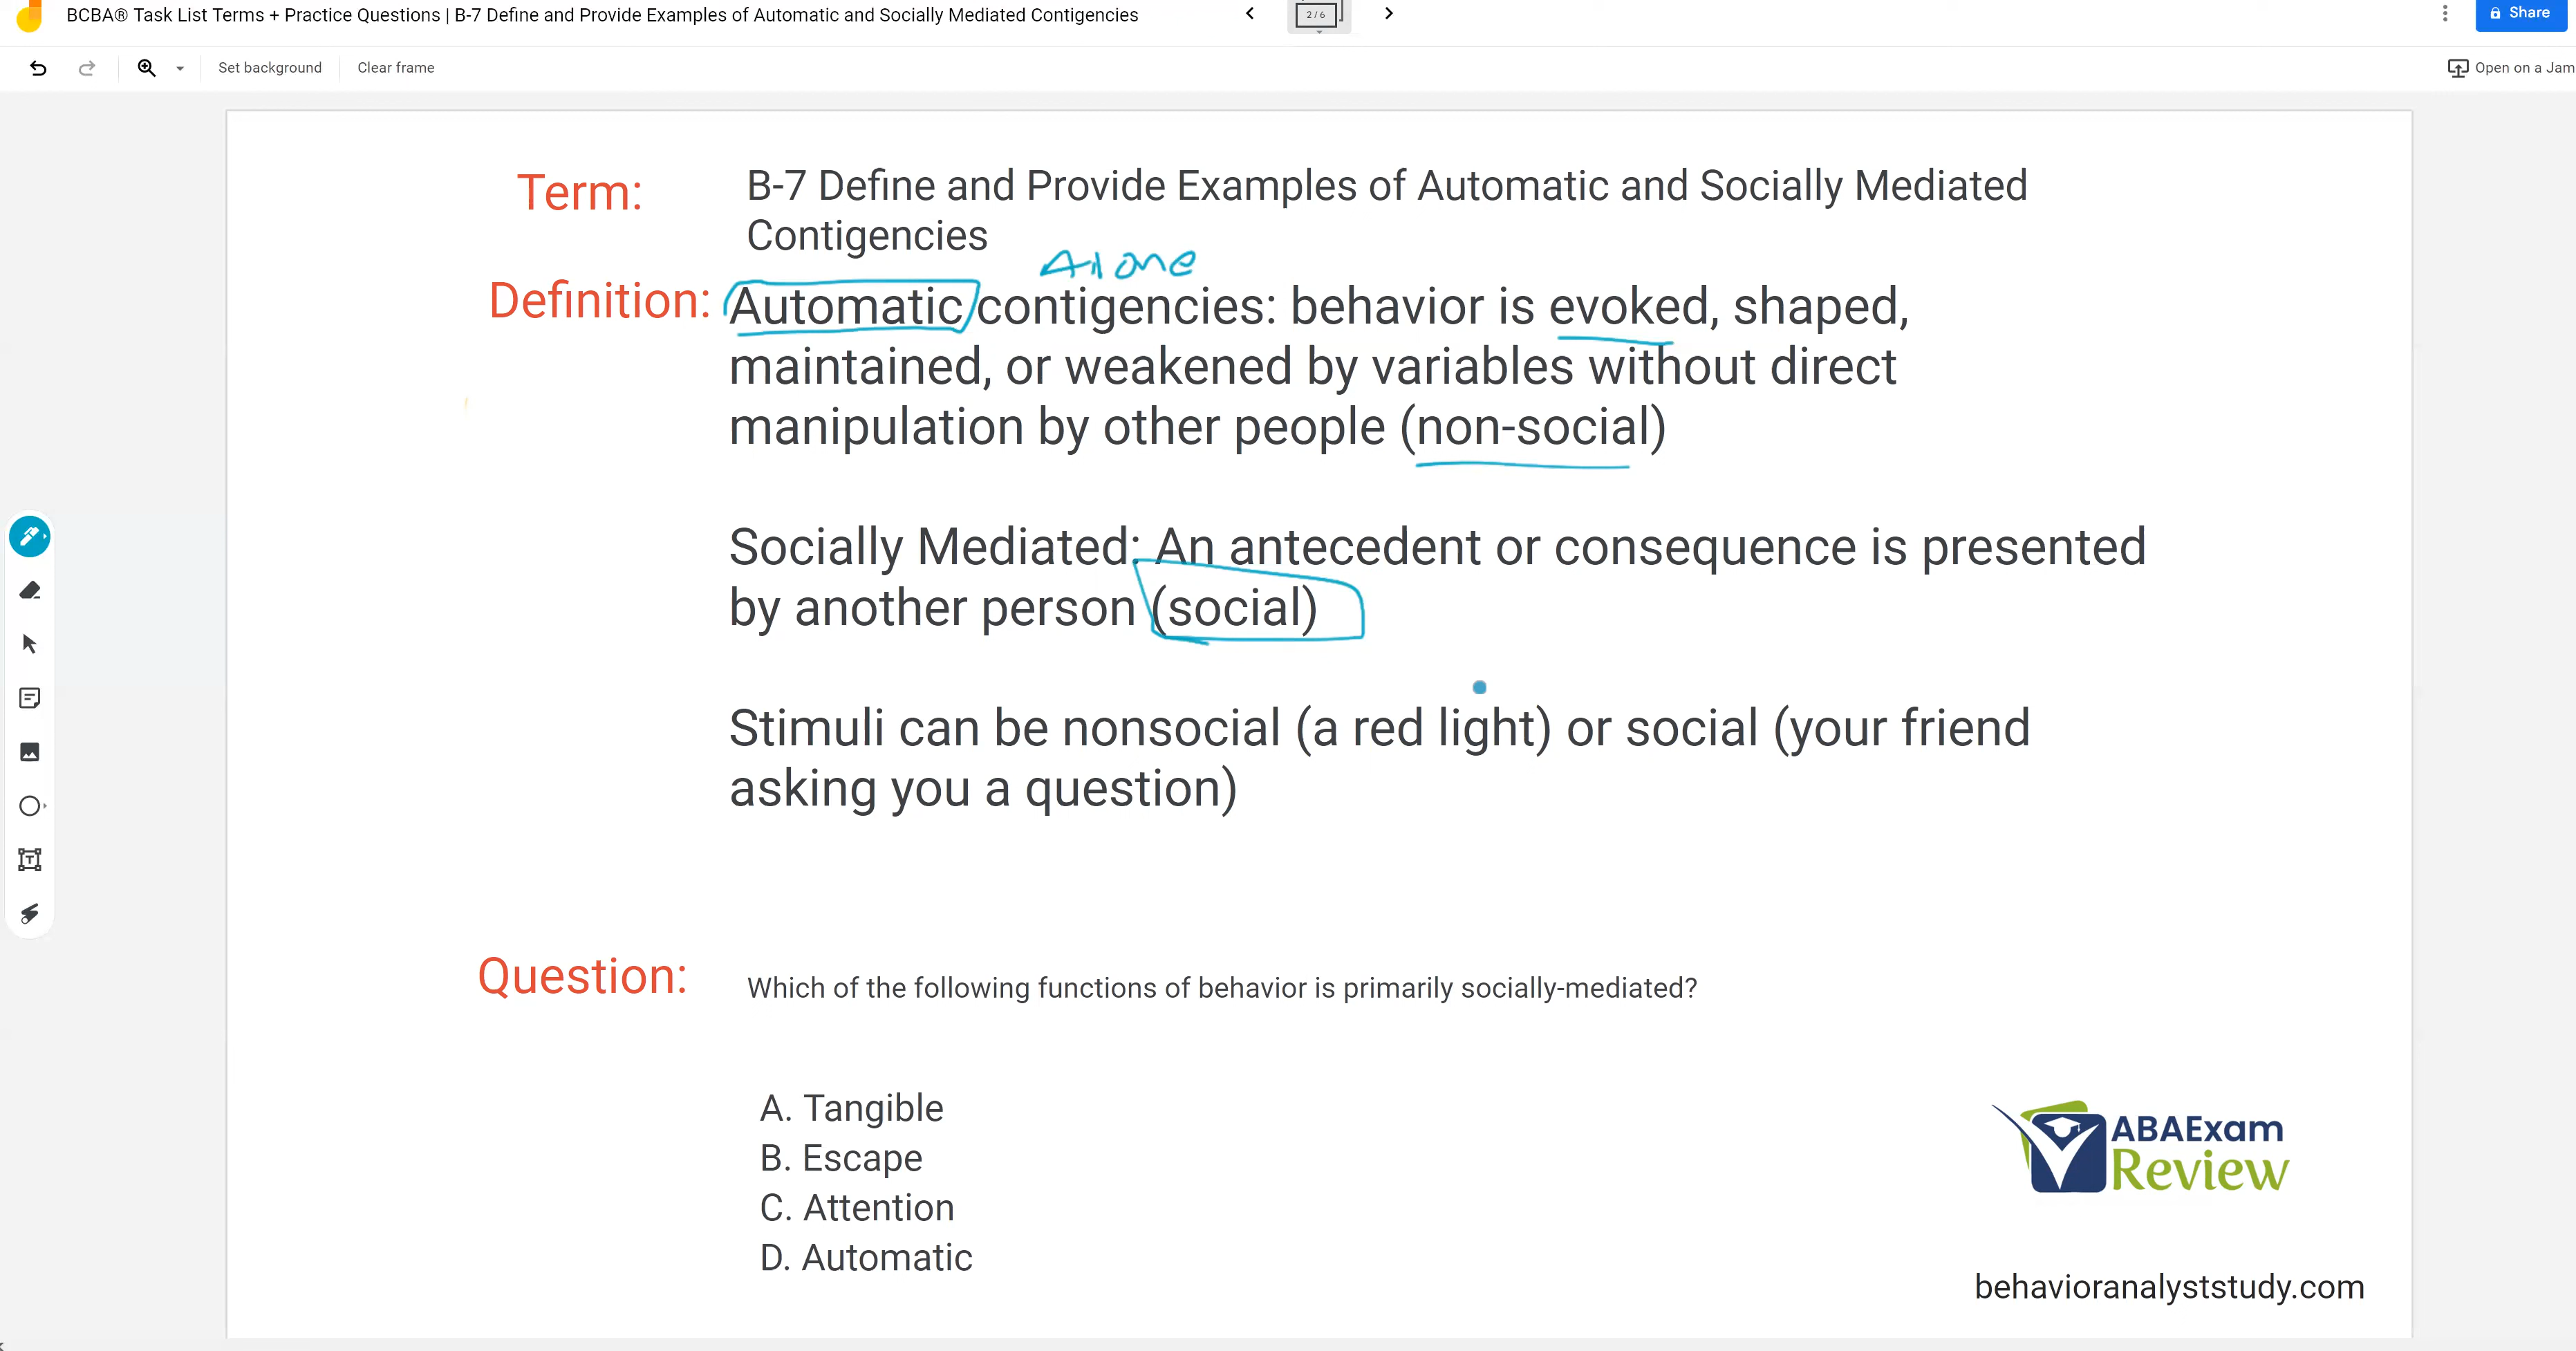 BCBA® Task List Terms + Practice Questions | B-7 Define and Provide Examples of Automatic and Socially Mediated Contigencies
2 / 6
Share
Set background
Clear frame
Open on a Jam
Term:
B-7 Define and Provide Examples of Automatic and Socially Mediated
Contigencies
Alone
Definition:
Automatic contigencies: behavior is evoked, shaped,
maintained, or weakened by variables without direct
manipulation by other people (non-social)
Socially Mediated: An antecedent or consequence is presented
by another person (social)
Stimuli can be nonsocial (a red light) or social (your friend
asking you a question)
Question:
Which of the following functions of behavior is primarily socially-mediated?
A. Tangible
B. Escape
C. Attention
D. Automatic
ABAExam
Review
behavioranalyststudy.com